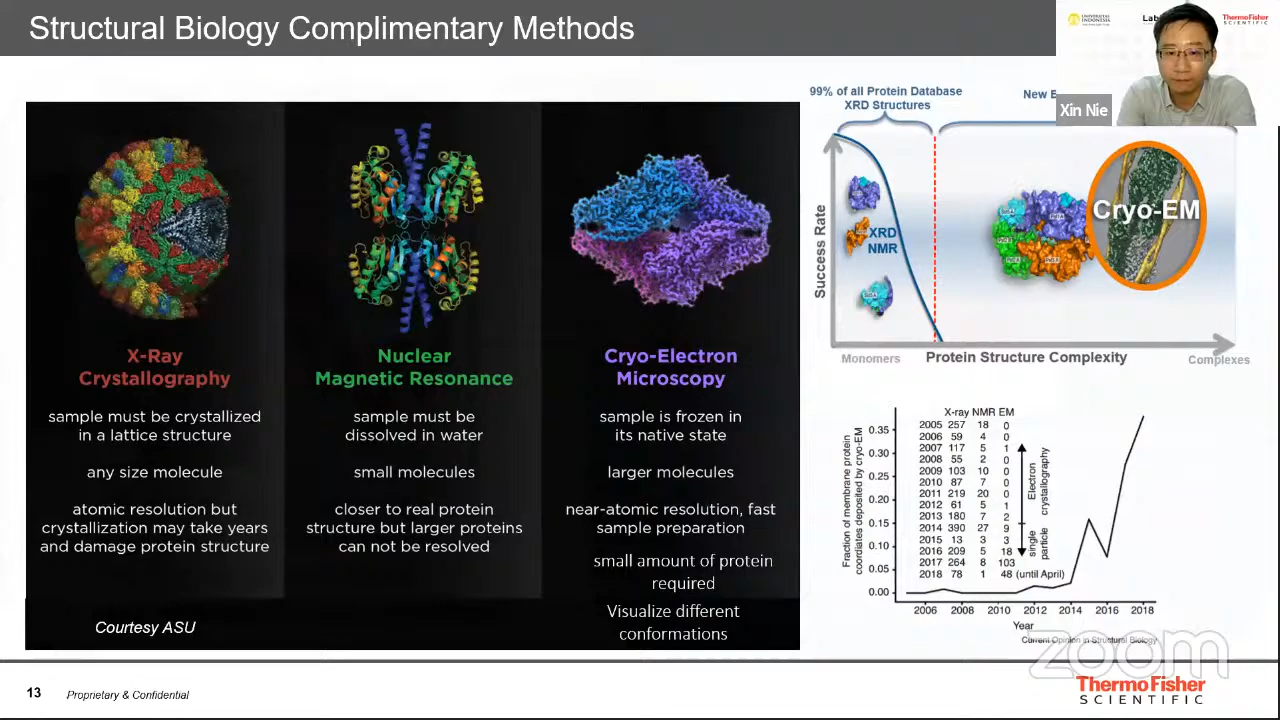 Structural Biology Complimentary Methods
UNIVERSITAS
INDONESIA
Lab
ThermoFisher
SCIENTIFIC
Xin Nie
X-Ray
Crystallography
sample must be crystallized
in a lattice structure
any size molecule
atomic resolution but
crystallization may take years
and damage protein structure
Courtesy ASU
Nuclear
Magnetic Resonance
sample must be
dissolved in water
small molecules
closer to real protein
structure but larger proteins
can not be resolved
Cryo-Electron
Microscopy
sample is frozen in
its native state
larger molecules
near-atomic resolution, fast
sample preparation
small amount of protein
required
Visualize different
conformations
99% of all Protein Database
XRD Structures
New
Success Rate
XRD
NMR
Cryo-EM
Monomers
Protein Structure Complexity
Complexes
Fraction of membrane protein
coordiates deposited by cryo-EM
0.35
0.30
0.25
0.20
0.15
0.10
0.05
0.00
X-ray NMR EM
2005 257 18 0
2006 59 4 0
2007 117 5 1
2008 55 2 0
2009 103 10 0
2010 87 7 0
2011 219 20 0
2012 61 5 1
2013 180 7 2
2014 390 27 9
2015 13 3 3
2016 209 5 18
2017 264 8 103
2018 78 1 48 (until April)
Electron
crystallography
single
particle
2006 2008 2010 2012 2014 2016 2018
Year
Current Opinion in Structural Biology
zoom
13
Proprietary & Confidential
ThermoFisher
SCIENTIFIC